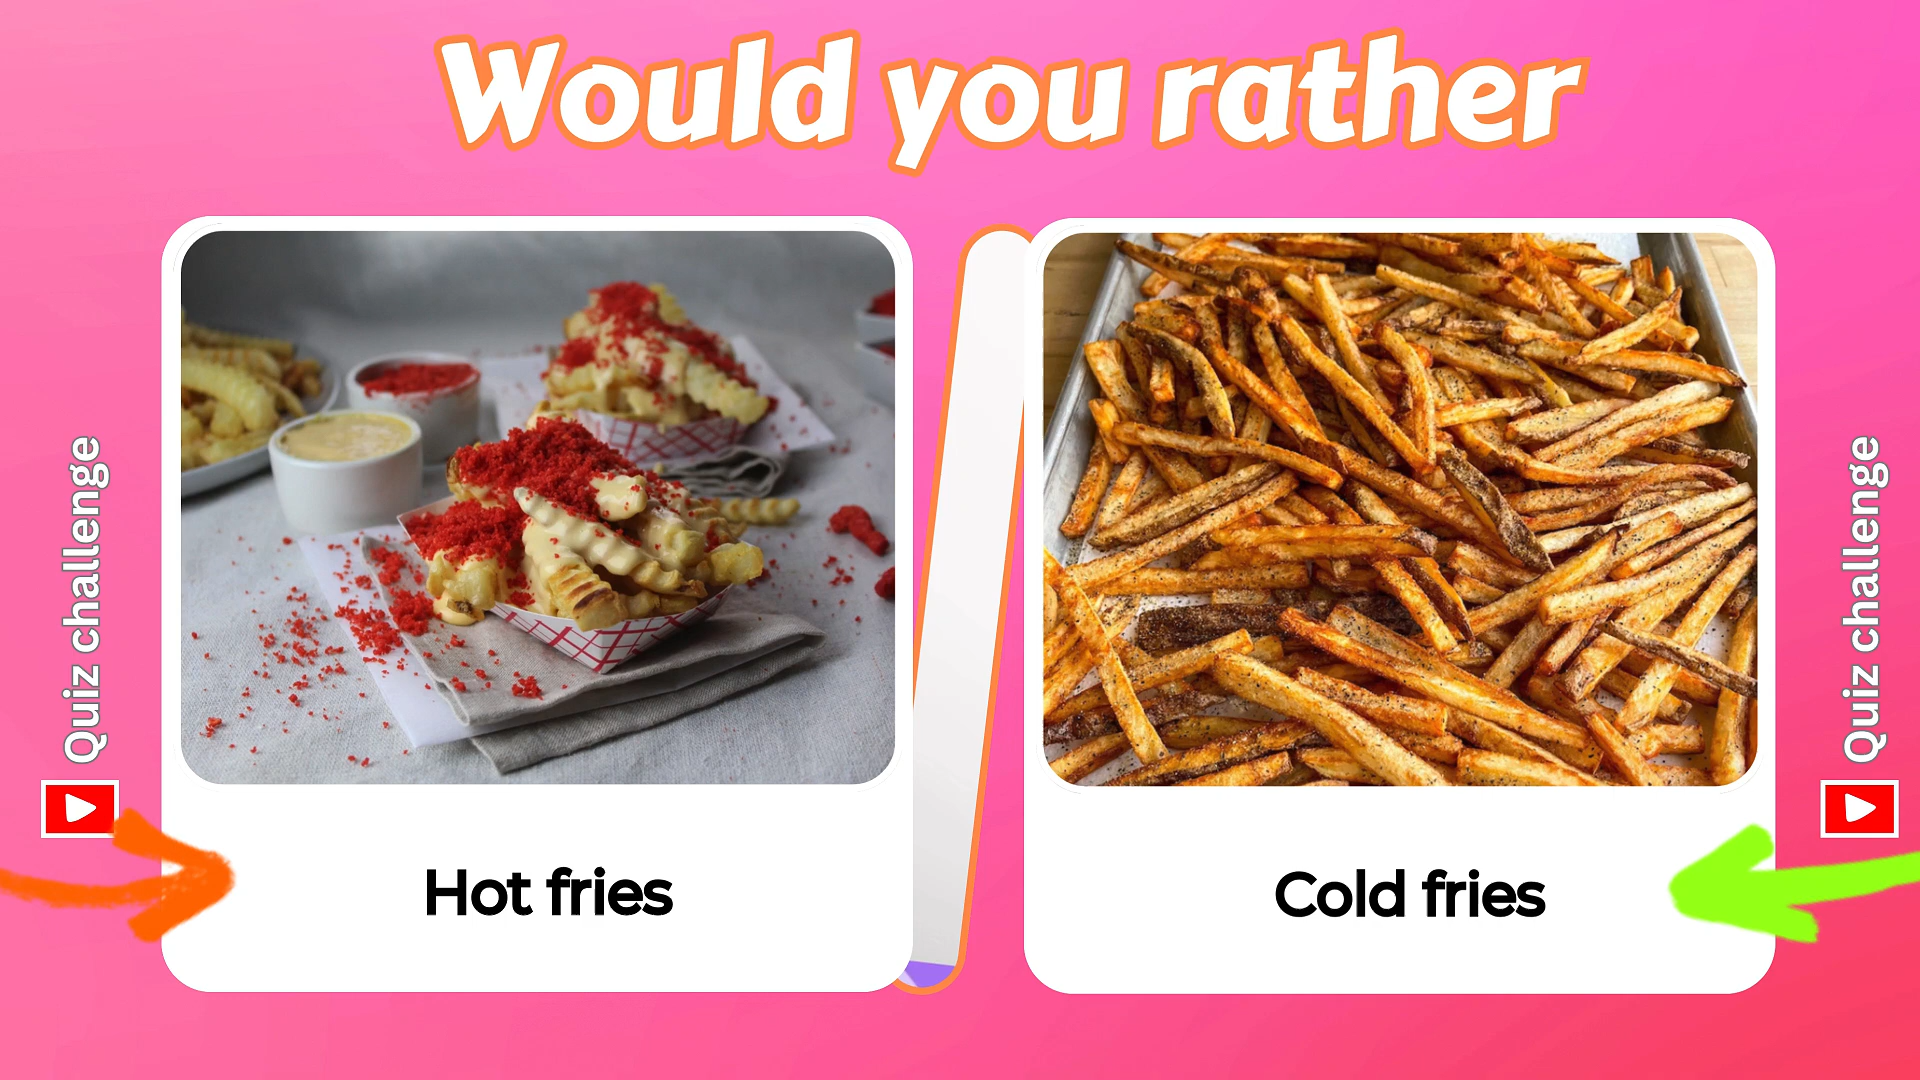 Would you rather
Quiz challenge
Hot fries
Cold fries
Quiz challenge